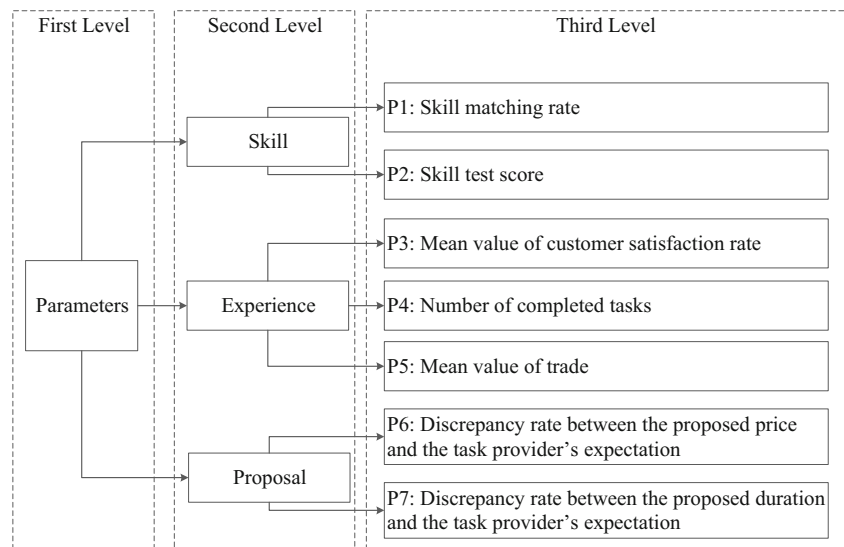 First Level
Second Level
Third Level
Parameters
Skill
P1: Skill matching rate
P2: Skill test score
Experience
P3: Mean value of customer satisfaction rate
P4: Number of completed tasks
P5: Mean value of trade
Proposal
P6: Discrepancy rate between the proposed price
and the task provider’s expectation
P7: Discrepancy rate between the proposed duration
and the task provider’s expectation